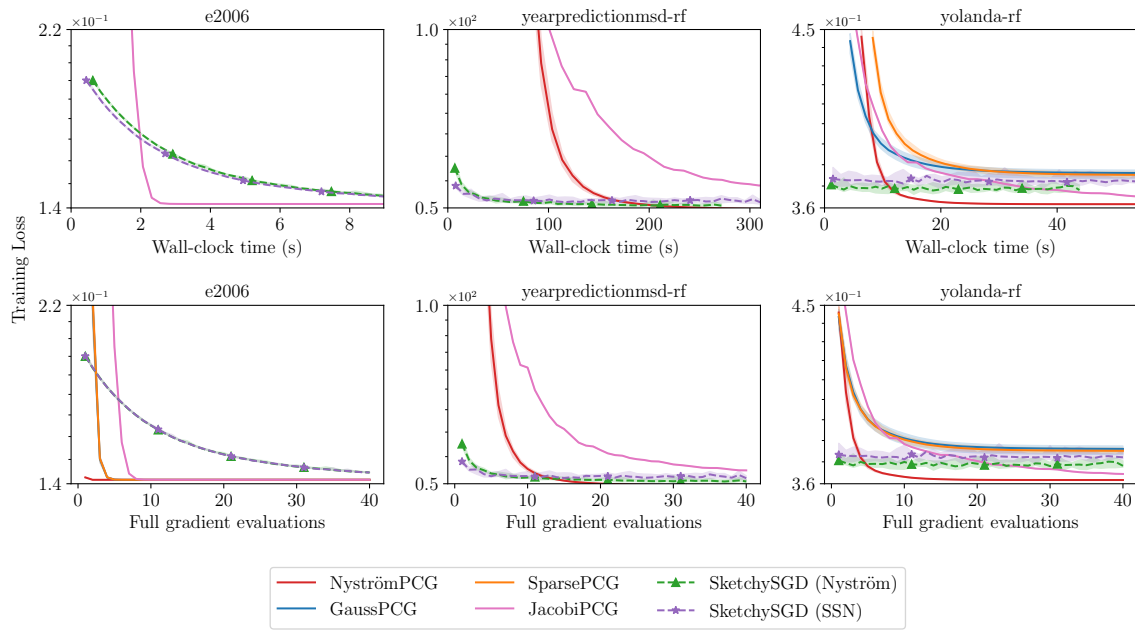 e2006
×10⁻¹
2.2
1.4
0 2 4 6 8
Wall-clock time (s)
yearpredictionmsd-rf
×10²
1.0
0.5
0 100 200 300
Wall-clock time (s)
yolanda-rf
×10⁻¹
4.5
3.6
20 40
Wall-clock time (s)
Training Loss
e2006
×10⁻¹
2.2
1.4
0 10 20 30 40
Full gradient evaluations
yearpredictionmsd-rf
×10²
1.0
0.5
0 10 20 30 40
Full gradient evaluations
yolanda-rf
×10⁻¹
4.5
3.6
0 10 20 30 40
Full gradient evaluations
NyströmPCG SparsePCG SketchySGD (Nyström)
GaussPCG JacobiPCG SketchySGD (SSN)